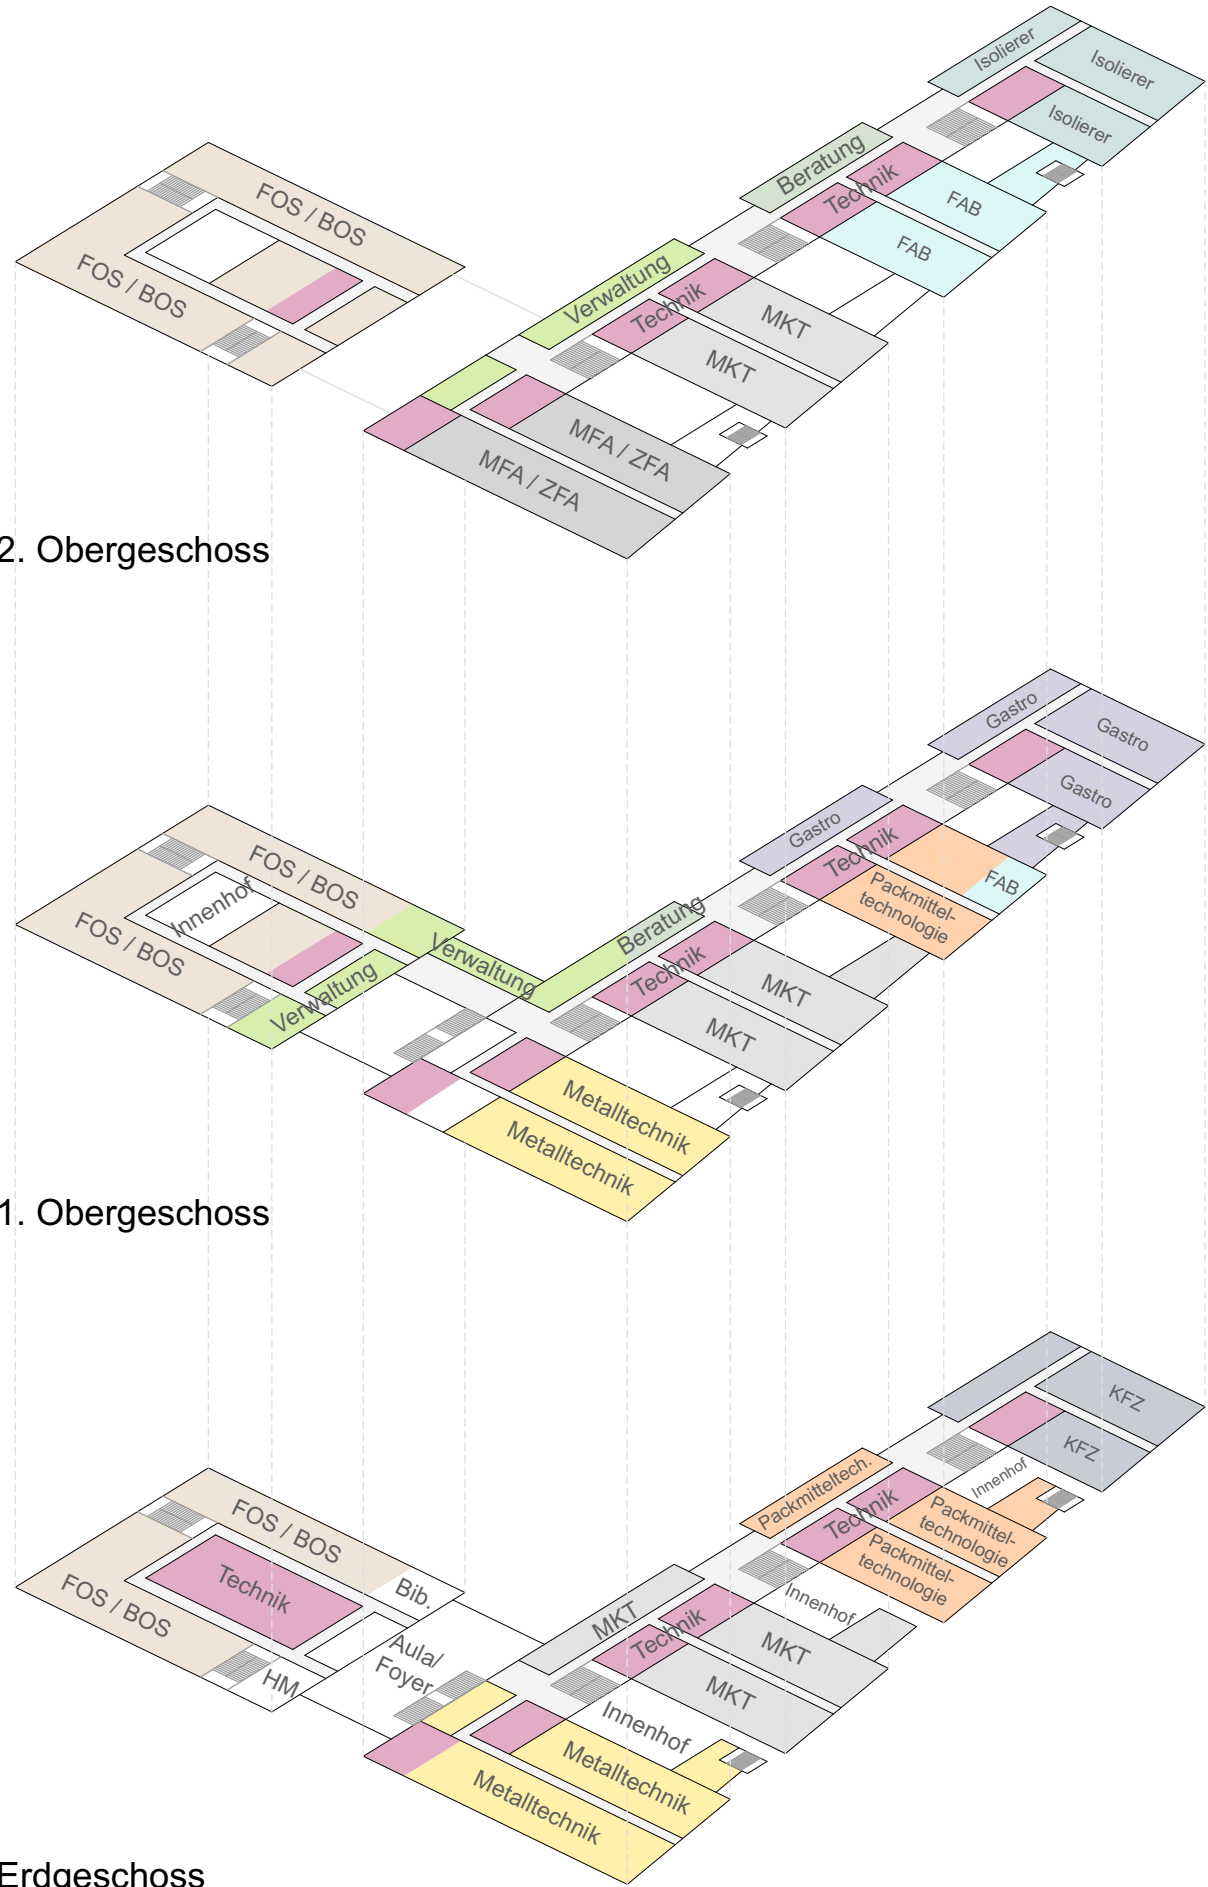 Isolierer
Isolierer
Isolierer
Beratung
Technik
FAB
FAB
FOS / BOS
FOS / BOS
Verwaltung
Technik
MKT
MKT
MFA / ZFA
MFA / ZFA
2. Obergeschoss
Gastro
Gastro
Gastro
Gastro
Technik
FAB
Packmittel-
technologie
FOS / BOS
Innenhof
FOS / BOS
Verwaltung
Verwaltung
Beratung
Technik
MKT
MKT
Metalltechnik
Metalltechnik
1. Obergeschoss
KFZ
KFZ
Innenhof
Packmitteltech.
Technik
Packmittel-
technologie
Packmittel-
technologie
Innenhof
FOS / BOS
Technik
Bib.
FOS / BOS
HM
Aula/
Foyer
MKT
Technik
MKT
MKT
Innenhof
Metalltechnik
Metalltechnik
Erdgeschoss